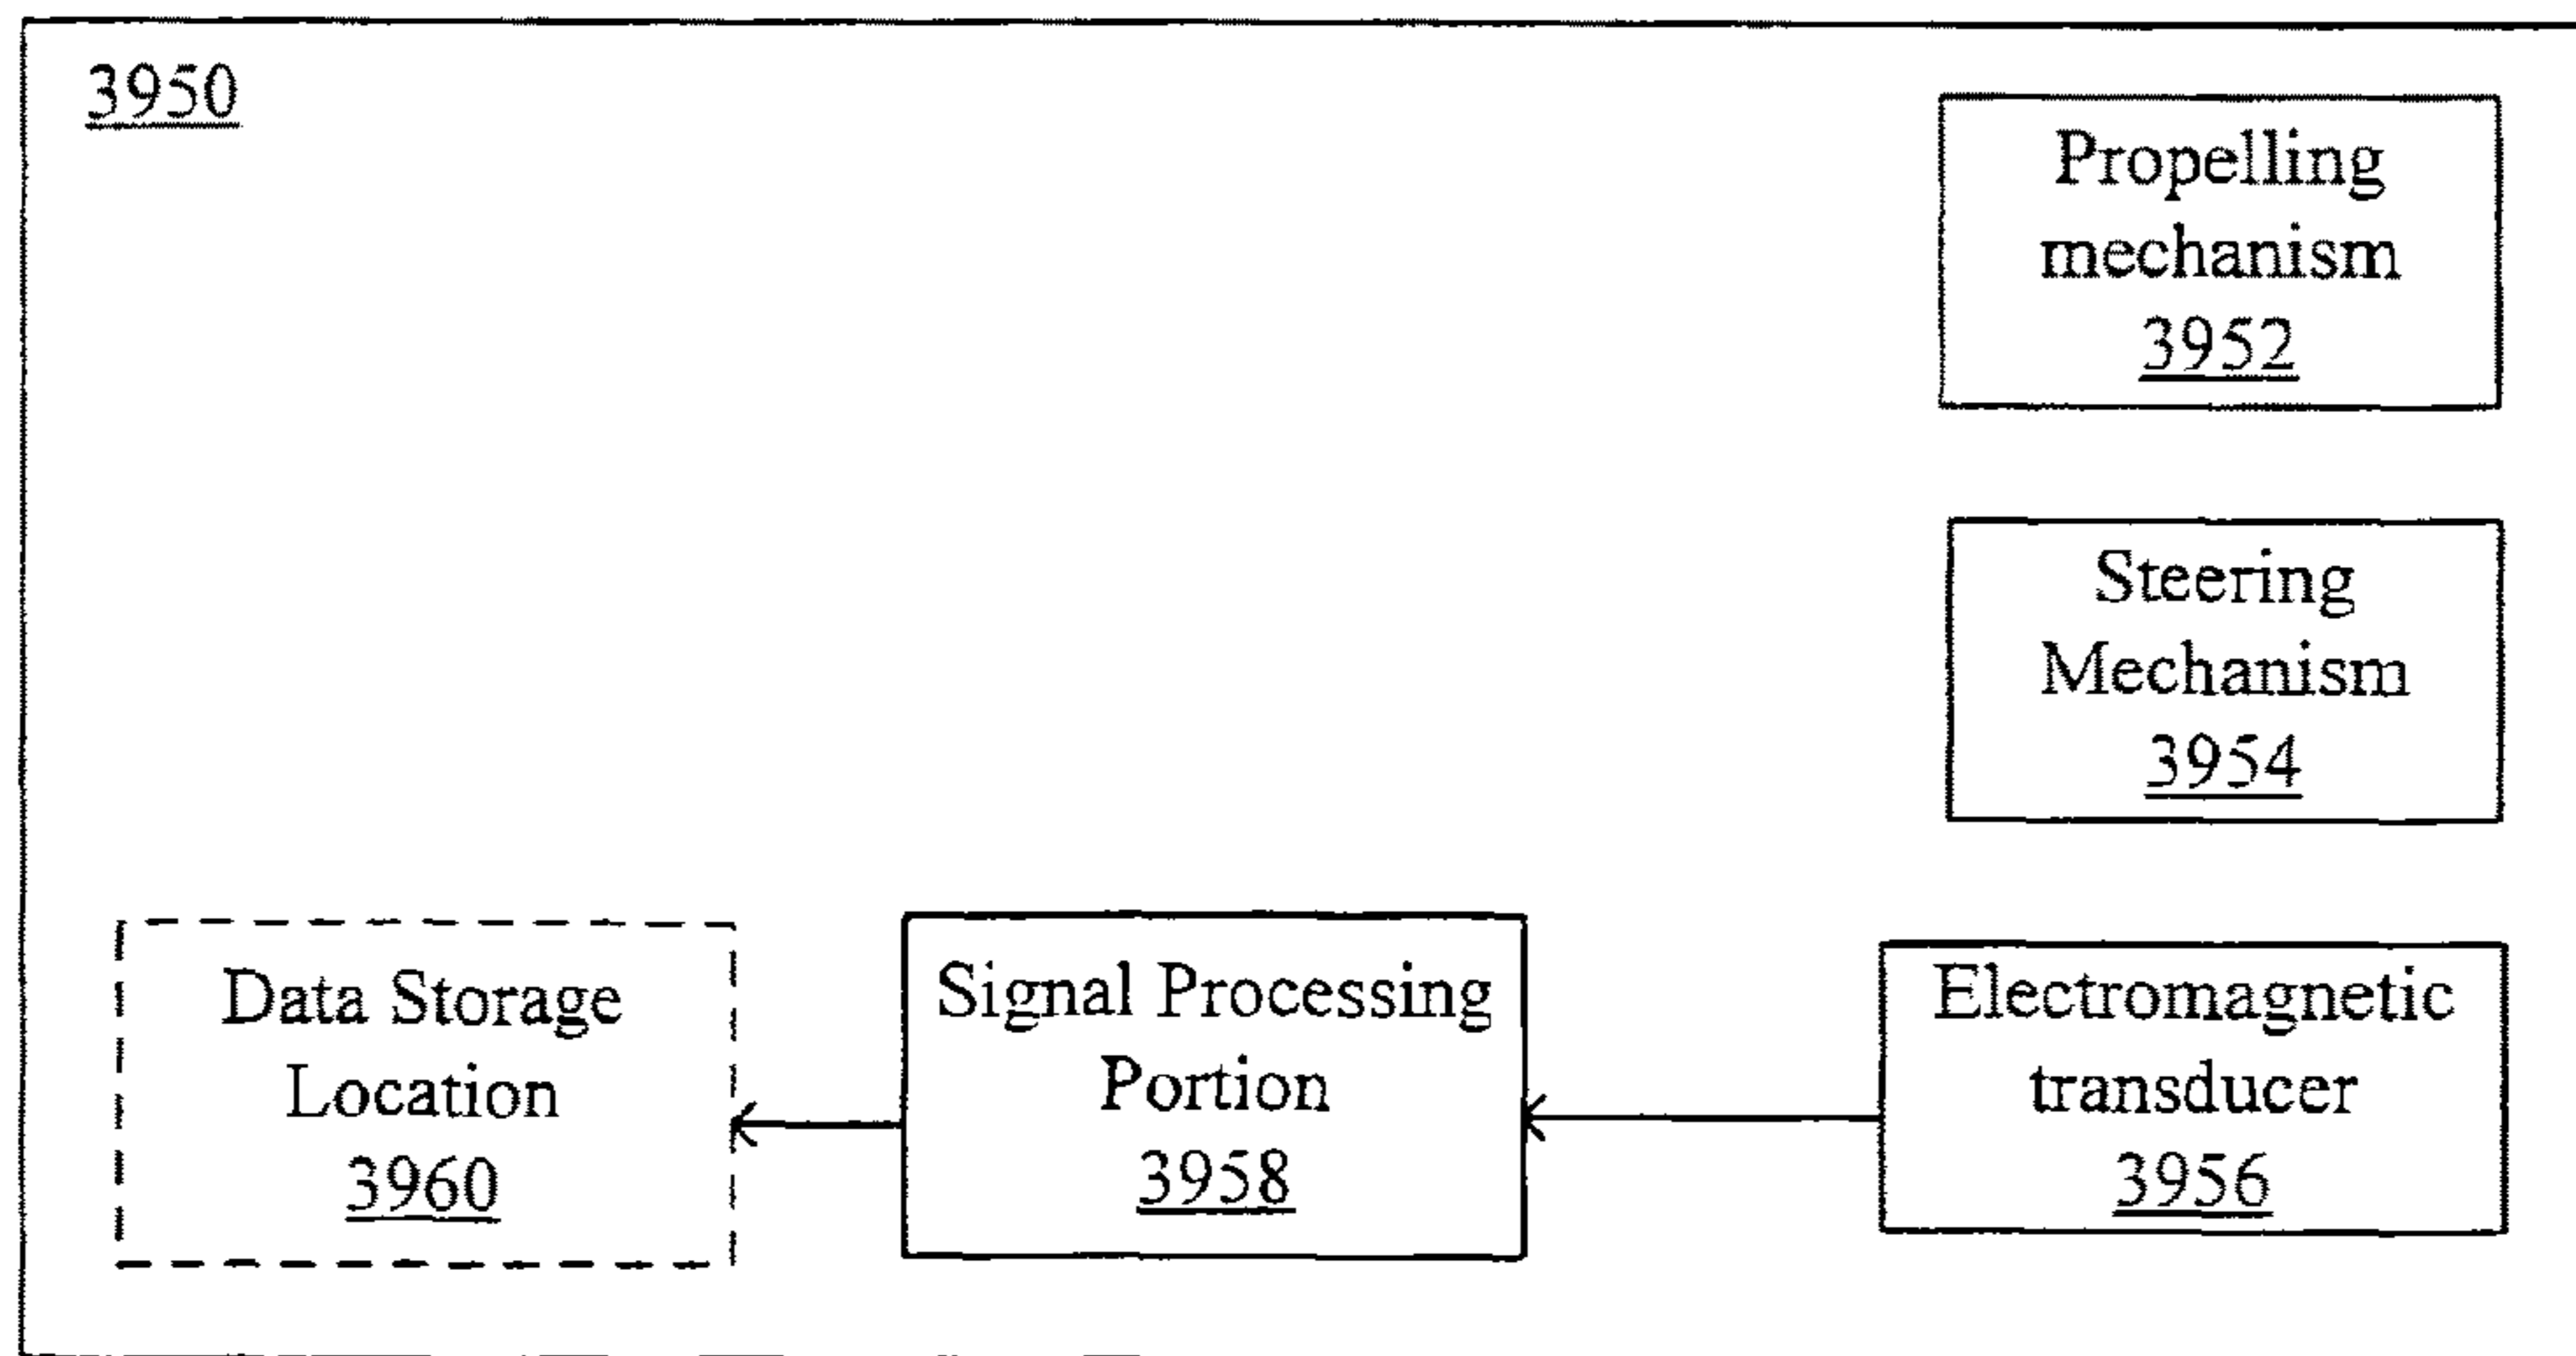 3950
Propelling
mechanism
3952
Steering
Mechanism
3954
Data Storage
Location
3960
Signal Processing
Portion
3958
Electromagnetic
transducer
3956